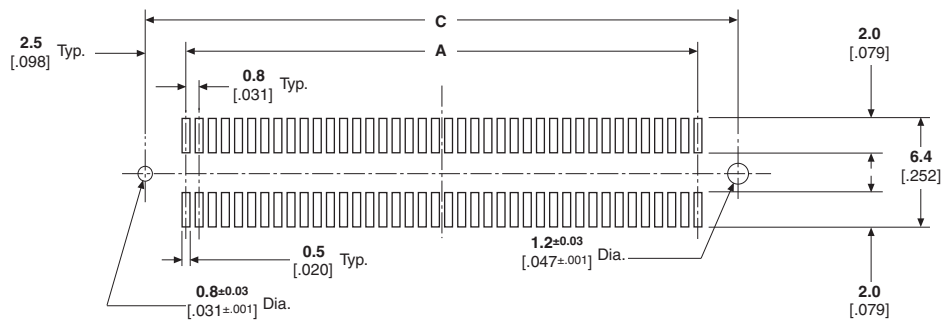 C
2.5
[.098] Typ.
A
2.0
[.079]
0.8
[.031] Typ.
6.4
[.252]
0.5
[.020] Typ.
1.2±0.03
[.047±.001] Dia.
0.8±0.03
[.031±.001] Dia.
2.0
[.079]